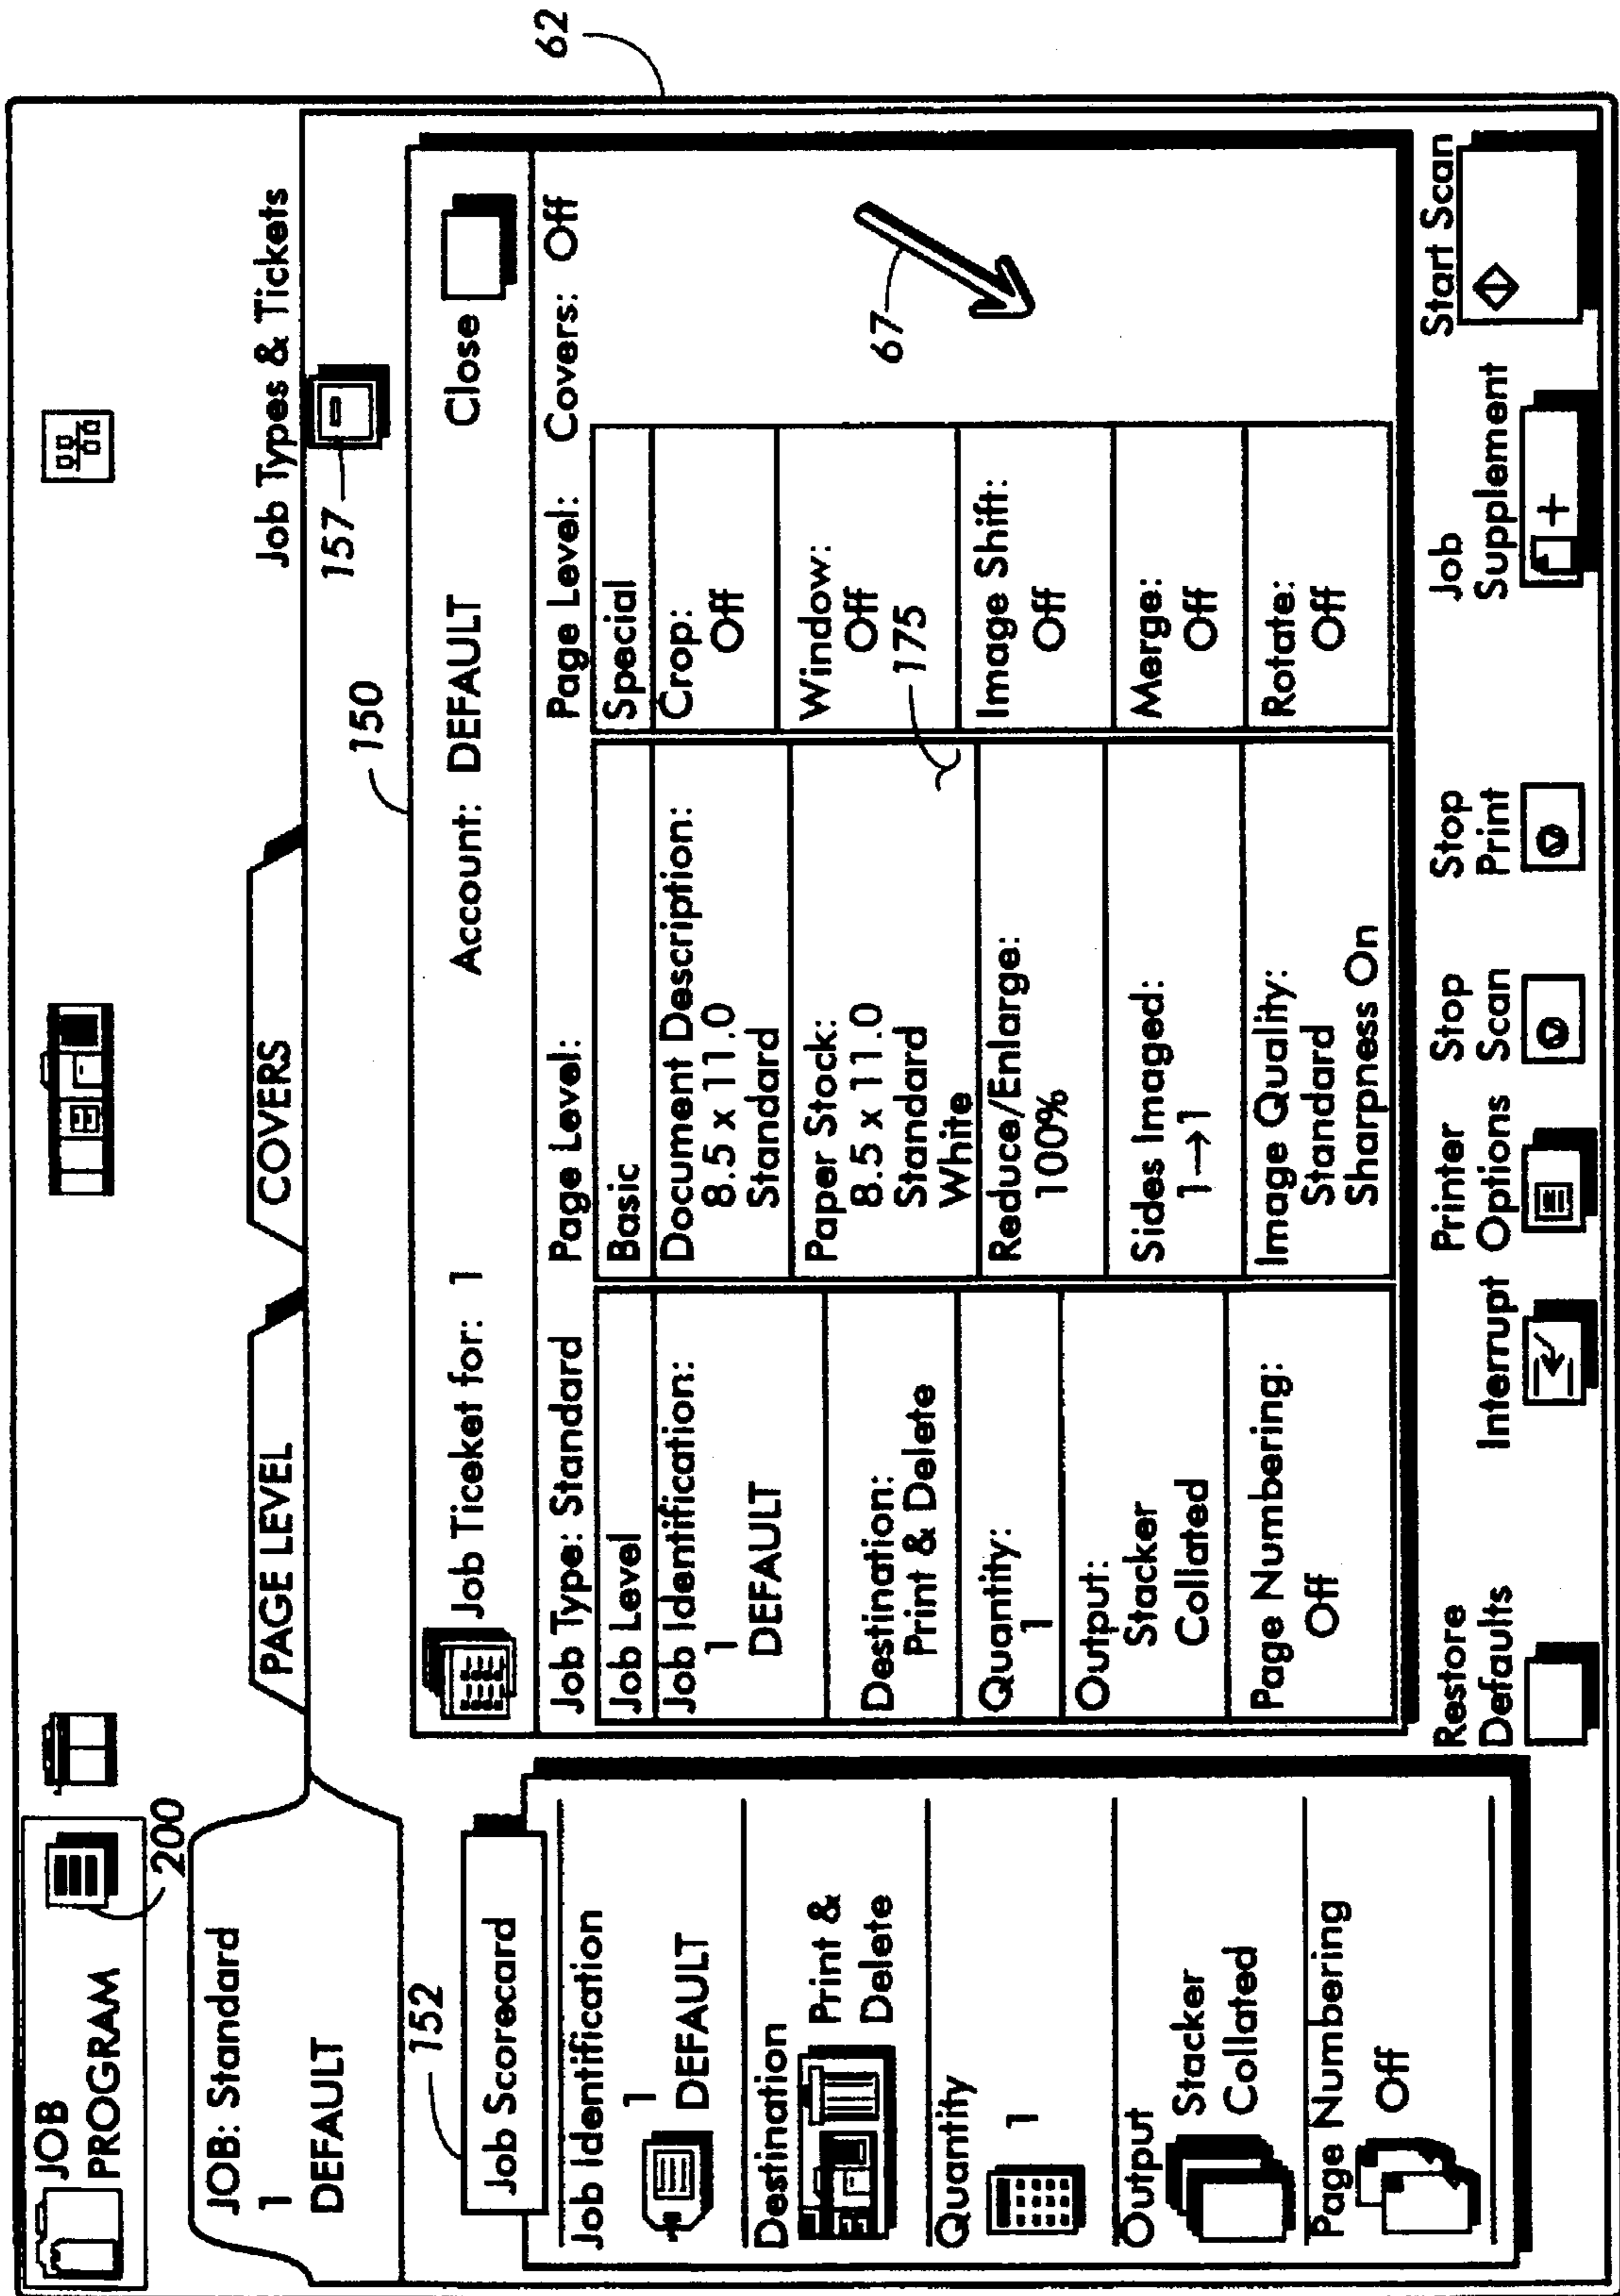 62
JOB
PROGRAM
200
JOB: Standard
1
DEFAULT
PAGE LEVEL
COVERS
Job Types & Tickets
157
152
150
Job Scorecard
Job Identification
1
DEFAULT
Destination
Print &
Delete
Quantity
1
Output
Stacker
Collated
Page Numbering
Off
Job Ticeket for: 1
Account: DEFAULT
Close
Job Type: Standard
Job Level
Job Identification:
1
DEFAULT
Destination:
Print & Delete
Quantity:
1
Output:
Stacker
Collated
Page Numbering:
Off
Page Level:
Basic
Document Description:
8.5 x 11.0
Standard
Paper Stock:
8.5 x 11.0
Standard
White
Reduce/Enlarge:
100%
Sides Imaged:
1→1
Image Quality:
Standard
Sharpness On
Page Level:
Special
Crop:
Off
Window:
Off
175
Image Shift:
Off
Merge:
Off
Rotate:
Off
Covers: Off
67
Restore
Defaults
Interrupt
Printer
Options
Stop
Scan
Stop
Print
Job
Supplement
+
Start Scan